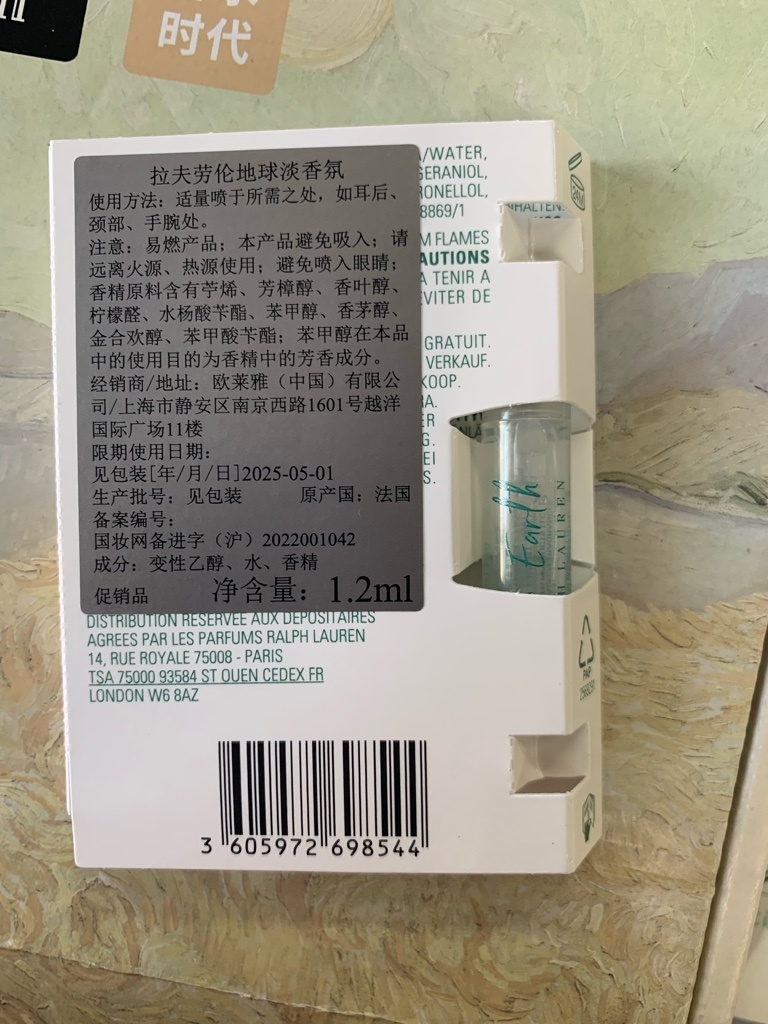 时代
拉夫劳伦地球淡香氛
使用方法：适量喷于所需之处，如耳后、
颈部、手腕处。
注意：易燃产品；本产品避免吸入；请
远离火源、热源使用；避免喷入眼睛；
香精原料含有苧烯、芳樟醇、香叶醇、
柠檬醛、水杨酸苄酯、苯甲醇、香茅醇、
金合欢醇、苯甲酸苄酯；苯甲醇在本品
中的使用目的为香精中的芳香成分。
经销商/地址：欧莱雅（中国）有限公
司/上海市静安区南京西路1601号越洋
国际广场11楼
限期使用日期：
见包装[年/月/日]2025-05-01
生产批号：见包装 原产国：法国
备案编号：
国妆网备进字（沪）2022001042
成分：变性乙醇、水、香精
促销品 净含量：1.2ml
/WATER,
GERANIOL,
RONELLOL,
8869/1
M FLAMES
AUTIONS
A TENIR A
EVITER DE
GRATUIT.
VERKAUF.
KOOP.
RA.
ER
G.
EI
S.
DISTRIBUTION RESERVEE AUX DEPOSITAIRES
AGREES PAR LES PARFUMS RALPH LAUREN
14, RUE ROYALE 75008 - PARIS
TSA 75000 93584 ST OUEN CEDEX FR
LONDON W6 8AZ
3 605972 698544
24M
HALTEN.
Earth
H LAUREN
PAP